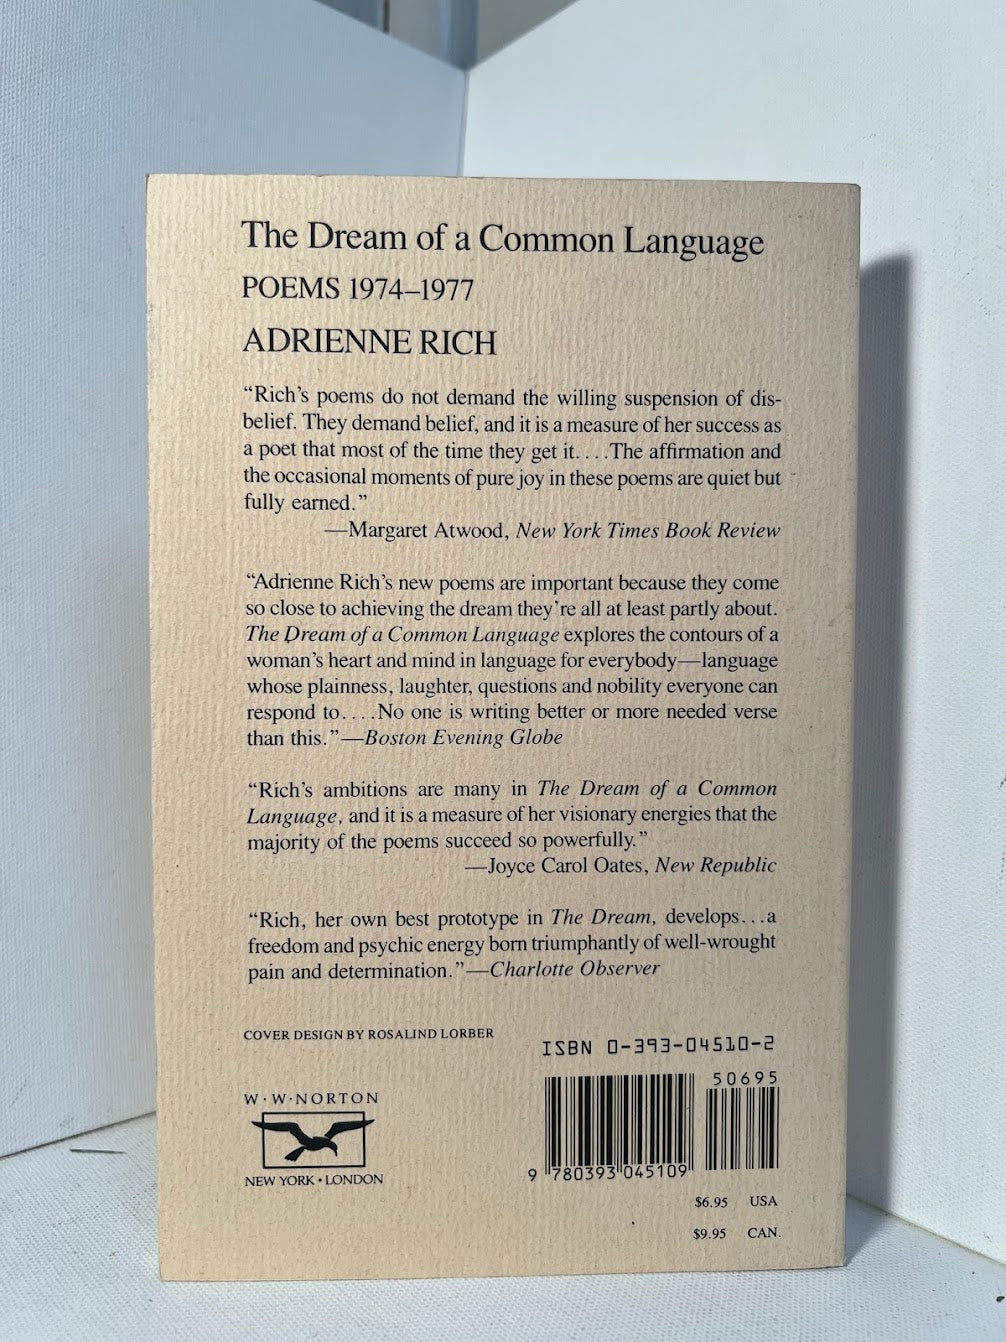 The Dream of a Common Language
POEMS 1974–1977
ADRIENNE RICH
“Rich’s poems do not demand the willing suspension of dis-
belief. They demand belief, and it is a measure of her success as
a poet that most of the time they get it. . . .The affirmation and
the occasional moments of pure joy in these poems are quiet but
fully earned.”
—Margaret Atwood, New York Times Book Review
“Adrienne Rich’s new poems are important because they come
so close to achieving the dream they’re all at least partly about.
The Dream of a Common Language explores the contours of a
woman’s heart and mind in language for everybody—language
whose plainness, laughter, questions and nobility everyone can
respond to. . . .No one is writing better or more needed verse
than this.”—Boston Evening Globe
“Rich’s ambitions are many in The Dream of a Common
Language, and it is a measure of her visionary energies that the
majority of the poems succeed so powerfully.”
—Joyce Carol Oates, New Republic
“Rich, her own best prototype in The Dream, develops. . .a
freedom and psychic energy born triumphantly of well-wrought
pain and determination.”—Charlotte Observer
COVER DESIGN BY ROSALIND LORBER
ISBN 0-393-04510-2
50695
W·W·NORTON
NEW YORK • LONDON
9 780393 045109
$6.95 USA
$9.95 CAN.